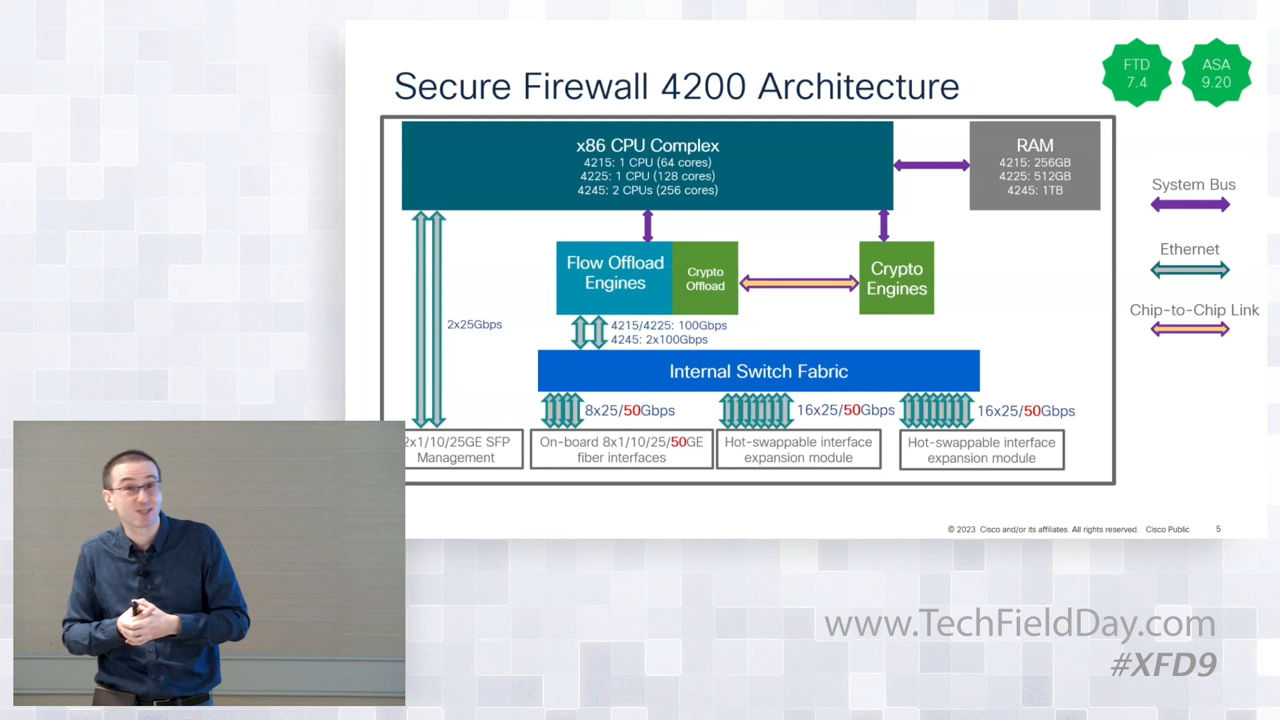 FTD
7.4
ASA
9.20
Secure Firewall 4200 Architecture
x86 CPU Complex
4215: 1 CPU (64 cores)
4225: 1 CPU (128 cores)
4245: 2 CPUs (256 cores)
RAM
4215: 256GB
4225: 512GB
4245: 1TB
System Bus
Ethernet
Chip-to-Chip Link
Flow Offload
Engines
Crypto
Offload
Crypto
Engines
2x25Gbps
4215/4225: 100Gbps
4245: 2x100Gbps
Internal Switch Fabric
8x25/50Gbps
16x25/50Gbps
16x25/50Gbps
2x1/10/25GE SFP
Management
On-board 8x1/10/25/50GE
fiber interfaces
Hot-swappable interface
expansion module
Hot-swappable interface
expansion module
© 2023 Cisco and/or its affiliates. All rights reserved. Cisco Public 5
www.TechFieldDay.com
#XFD9